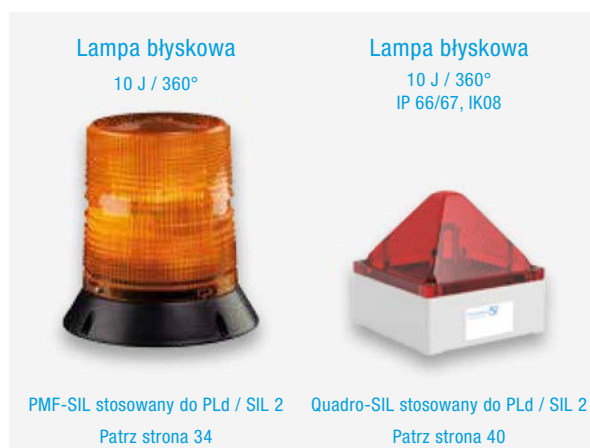 Lampa błyskowa
10 J / 360°
PMF-SIL stosowany do PLd / SIL 2
Patrz strona 34
Lampa błyskowa
10 J / 360°
IP 66/67, IK08
Quadro-SIL stosowany do PLd / SIL 2
Patrz strona 40